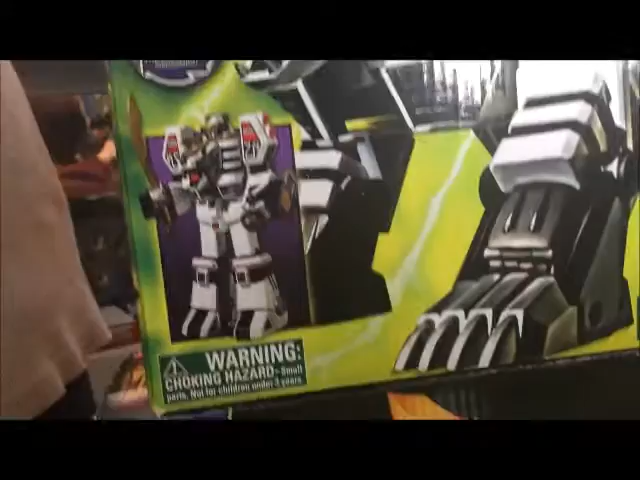 WARNING:
CHOKING HAZARD - Small
parts. Not for children under 3 years.